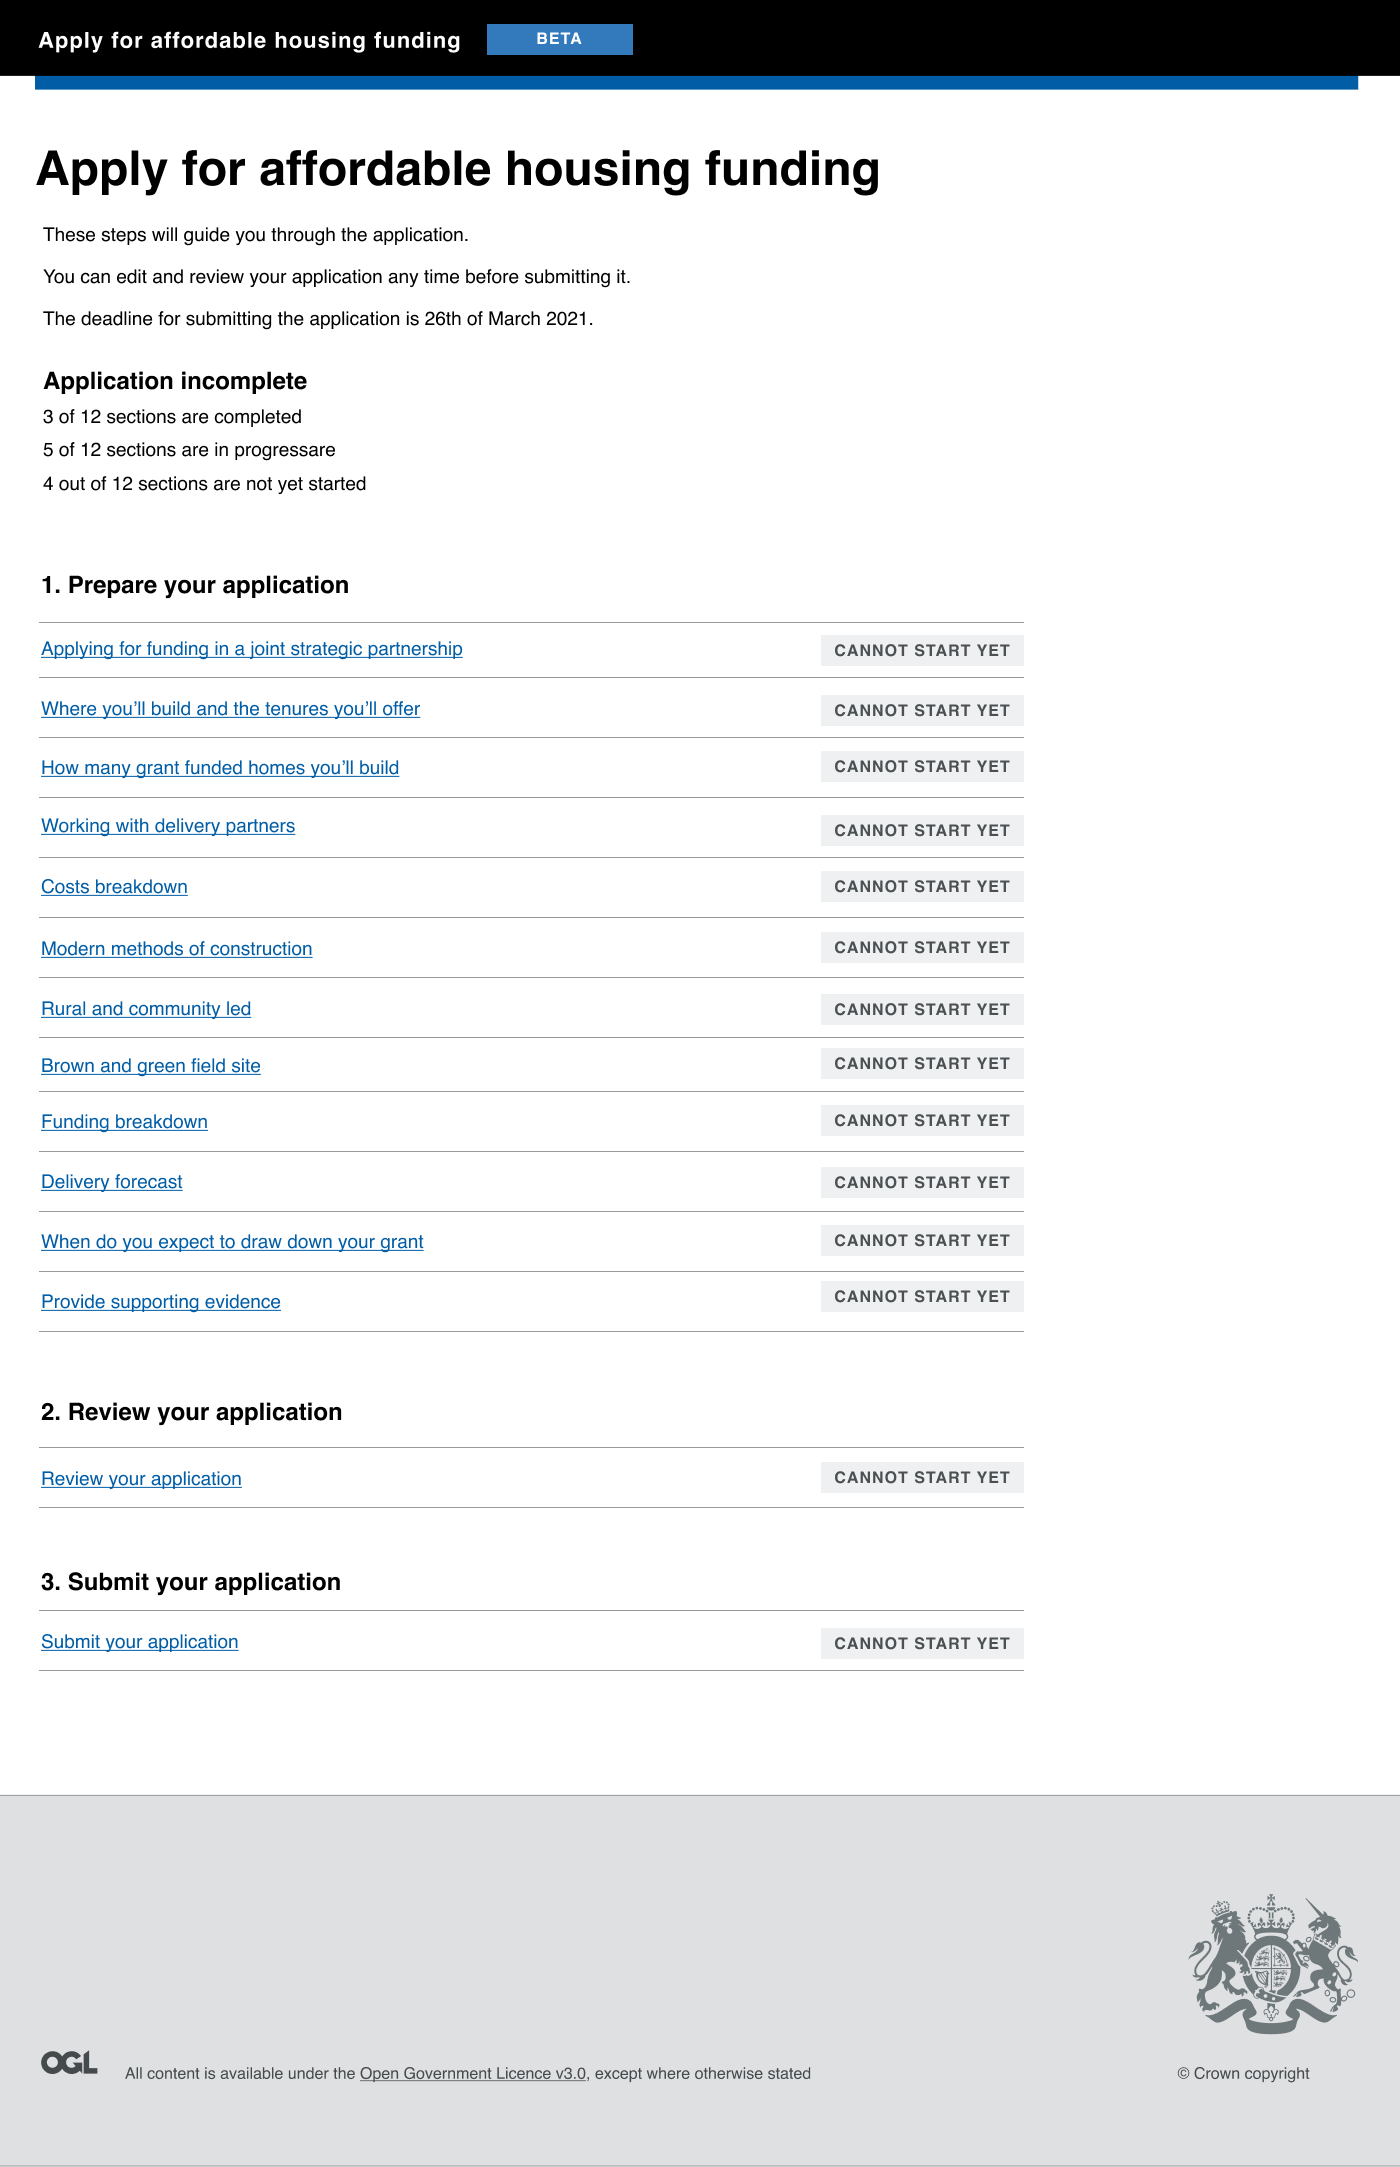 Apply for affordable housing funding BETA
Apply for affordable housing funding
These steps will guide you through the application.
You can edit and review your application any time before submitting it.
The deadline for submitting the application is 26th of March 2021.
Application incomplete
3 of 12 sections are completed
5 of 12 sections are in progressare
4 out of 12 sections are not yet started
1. Prepare your application
Applying for funding in a joint strategic partnership CANNOT START YET
Where you’ll build and the tenures you’ll offer CANNOT START YET
How many grant funded homes you’ll build CANNOT START YET
Working with delivery partners CANNOT START YET
Costs breakdown CANNOT START YET
Modern methods of construction CANNOT START YET
Rural and community led CANNOT START YET
Brown and green field site CANNOT START YET
Funding breakdown CANNOT START YET
Delivery forecast CANNOT START YET
When do you expect to draw down your grant CANNOT START YET
Provide supporting evidence CANNOT START YET
2. Review your application
Review your application CANNOT START YET
3. Submit your application
Submit your application CANNOT START YET
OGL All content is available under the Open Government Licence v3.0, except where otherwise stated © Crown copyright